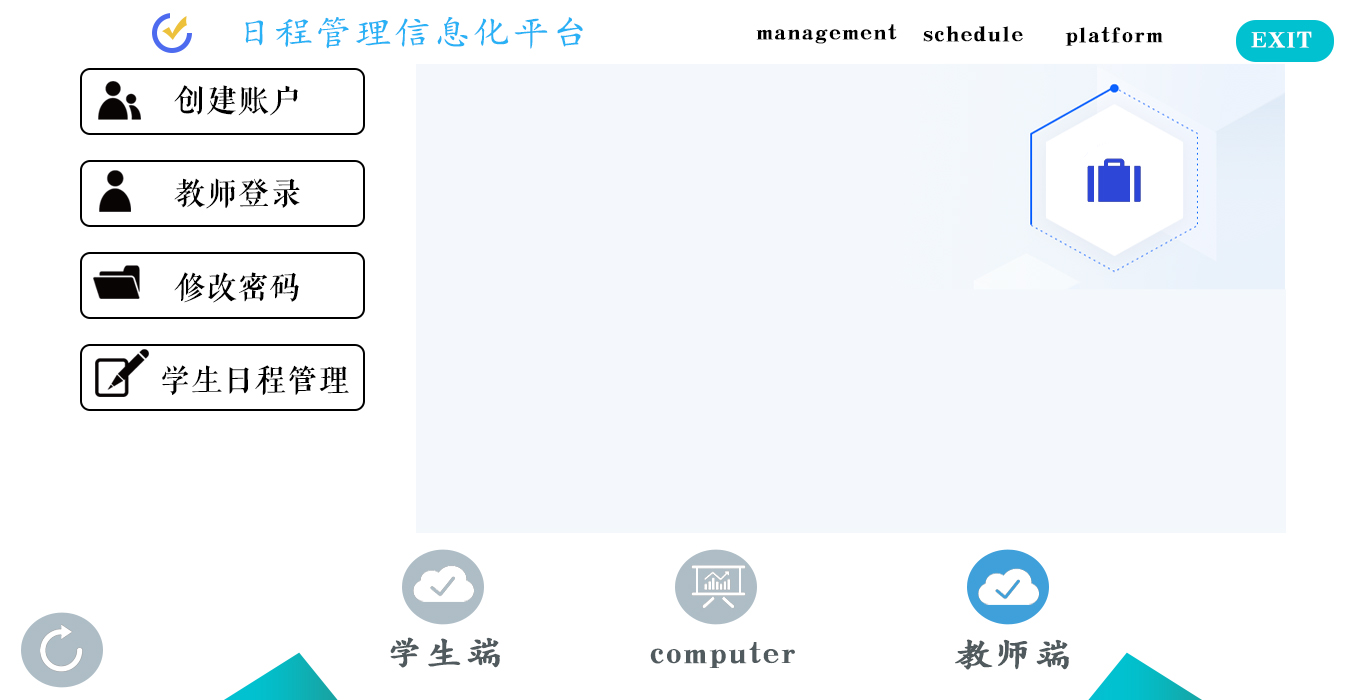 日程管理信息化平台
management
schedule
platform
EXIT
创建账户
教师登录
修改密码
学生日程管理
学生端
computer
教师端